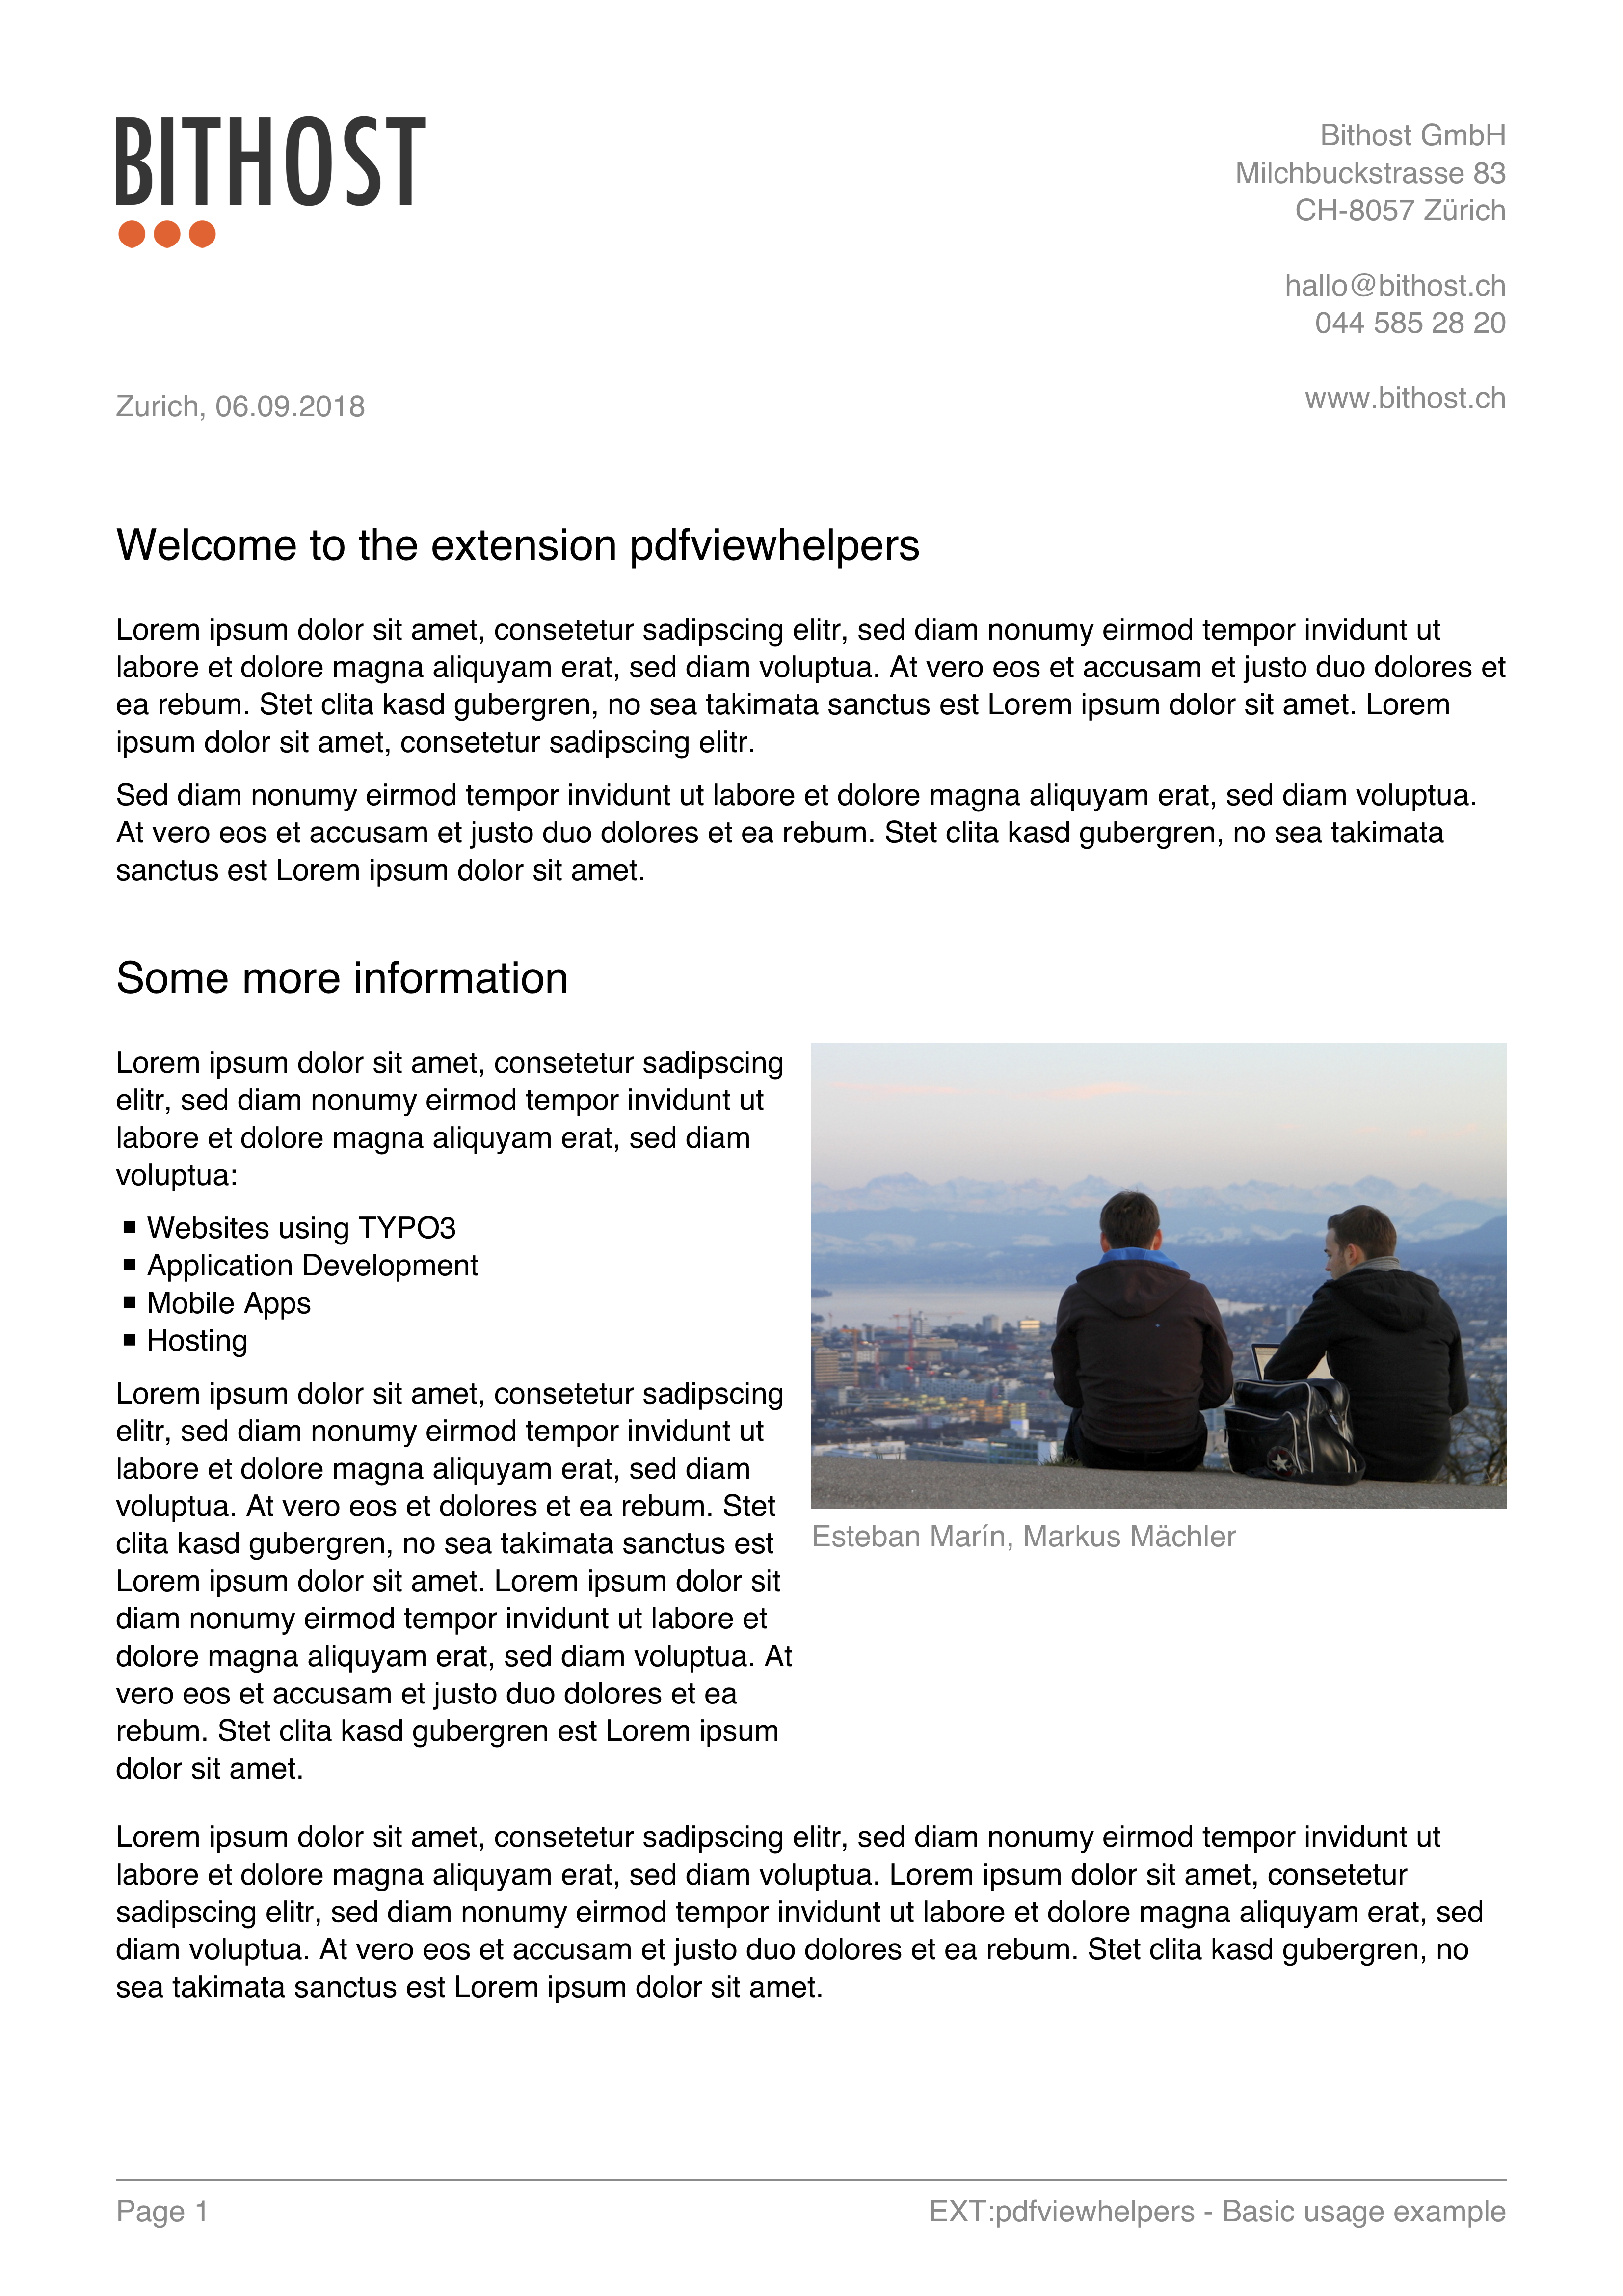 BITHOST
Bithost GmbH
Milchbuckstrasse 83
CH-8057 Zürich
hallo@bithost.ch
044 585 28 20
www.bithost.ch
Zurich, 06.09.2018
Welcome to the extension pdfviewhelpers
Lorem ipsum dolor sit amet, consetetur sadipscing elitr, sed diam nonumy eirmod tempor invidunt ut
labore et dolore magna aliquyam erat, sed diam voluptua. At vero eos et accusam et justo duo dolores et
ea rebum. Stet clita kasd gubergren, no sea takimata sanctus est Lorem ipsum dolor sit amet. Lorem
ipsum dolor sit amet, consetetur sadipscing elitr.
Sed diam nonumy eirmod tempor invidunt ut labore et dolore magna aliquyam erat, sed diam voluptua.
At vero eos et accusam et justo duo dolores et ea rebum. Stet clita kasd gubergren, no sea takimata
sanctus est Lorem ipsum dolor sit amet.
Some more information
Lorem ipsum dolor sit amet, consetetur sadipscing
elitr, sed diam nonumy eirmod tempor invidunt ut
labore et dolore magna aliquyam erat, sed diam
voluptua:
▪ Websites using TYPO3
▪ Application Development
▪ Mobile Apps
▪ Hosting
Lorem ipsum dolor sit amet, consetetur sadipscing
elitr, sed diam nonumy eirmod tempor invidunt ut
labore et dolore magna aliquyam erat, sed diam
voluptua. At vero eos et dolores et ea rebum. Stet
clita kasd gubergren, no sea takimata sanctus est
Lorem ipsum dolor sit amet. Lorem ipsum dolor sit
diam nonumy eirmod tempor invidunt ut labore et
dolore magna aliquyam erat, sed diam voluptua. At
vero eos et accusam et justo duo dolores et ea
rebum. Stet clita kasd gubergren est Lorem ipsum
dolor sit amet.
Esteban Marín, Markus Mächler
Lorem ipsum dolor sit amet, consetetur sadipscing elitr, sed diam nonumy eirmod tempor invidunt ut
labore et dolore magna aliquyam erat, sed diam voluptua. Lorem ipsum dolor sit amet, consetetur
sadipscing elitr, sed diam nonumy eirmod tempor invidunt ut labore et dolore magna aliquyam erat, sed
diam voluptua. At vero eos et accusam et justo duo dolores et ea rebum. Stet clita kasd gubergren, no
sea takimata sanctus est Lorem ipsum dolor sit amet.
Page 1
EXT:pdfviewhelpers - Basic usage example